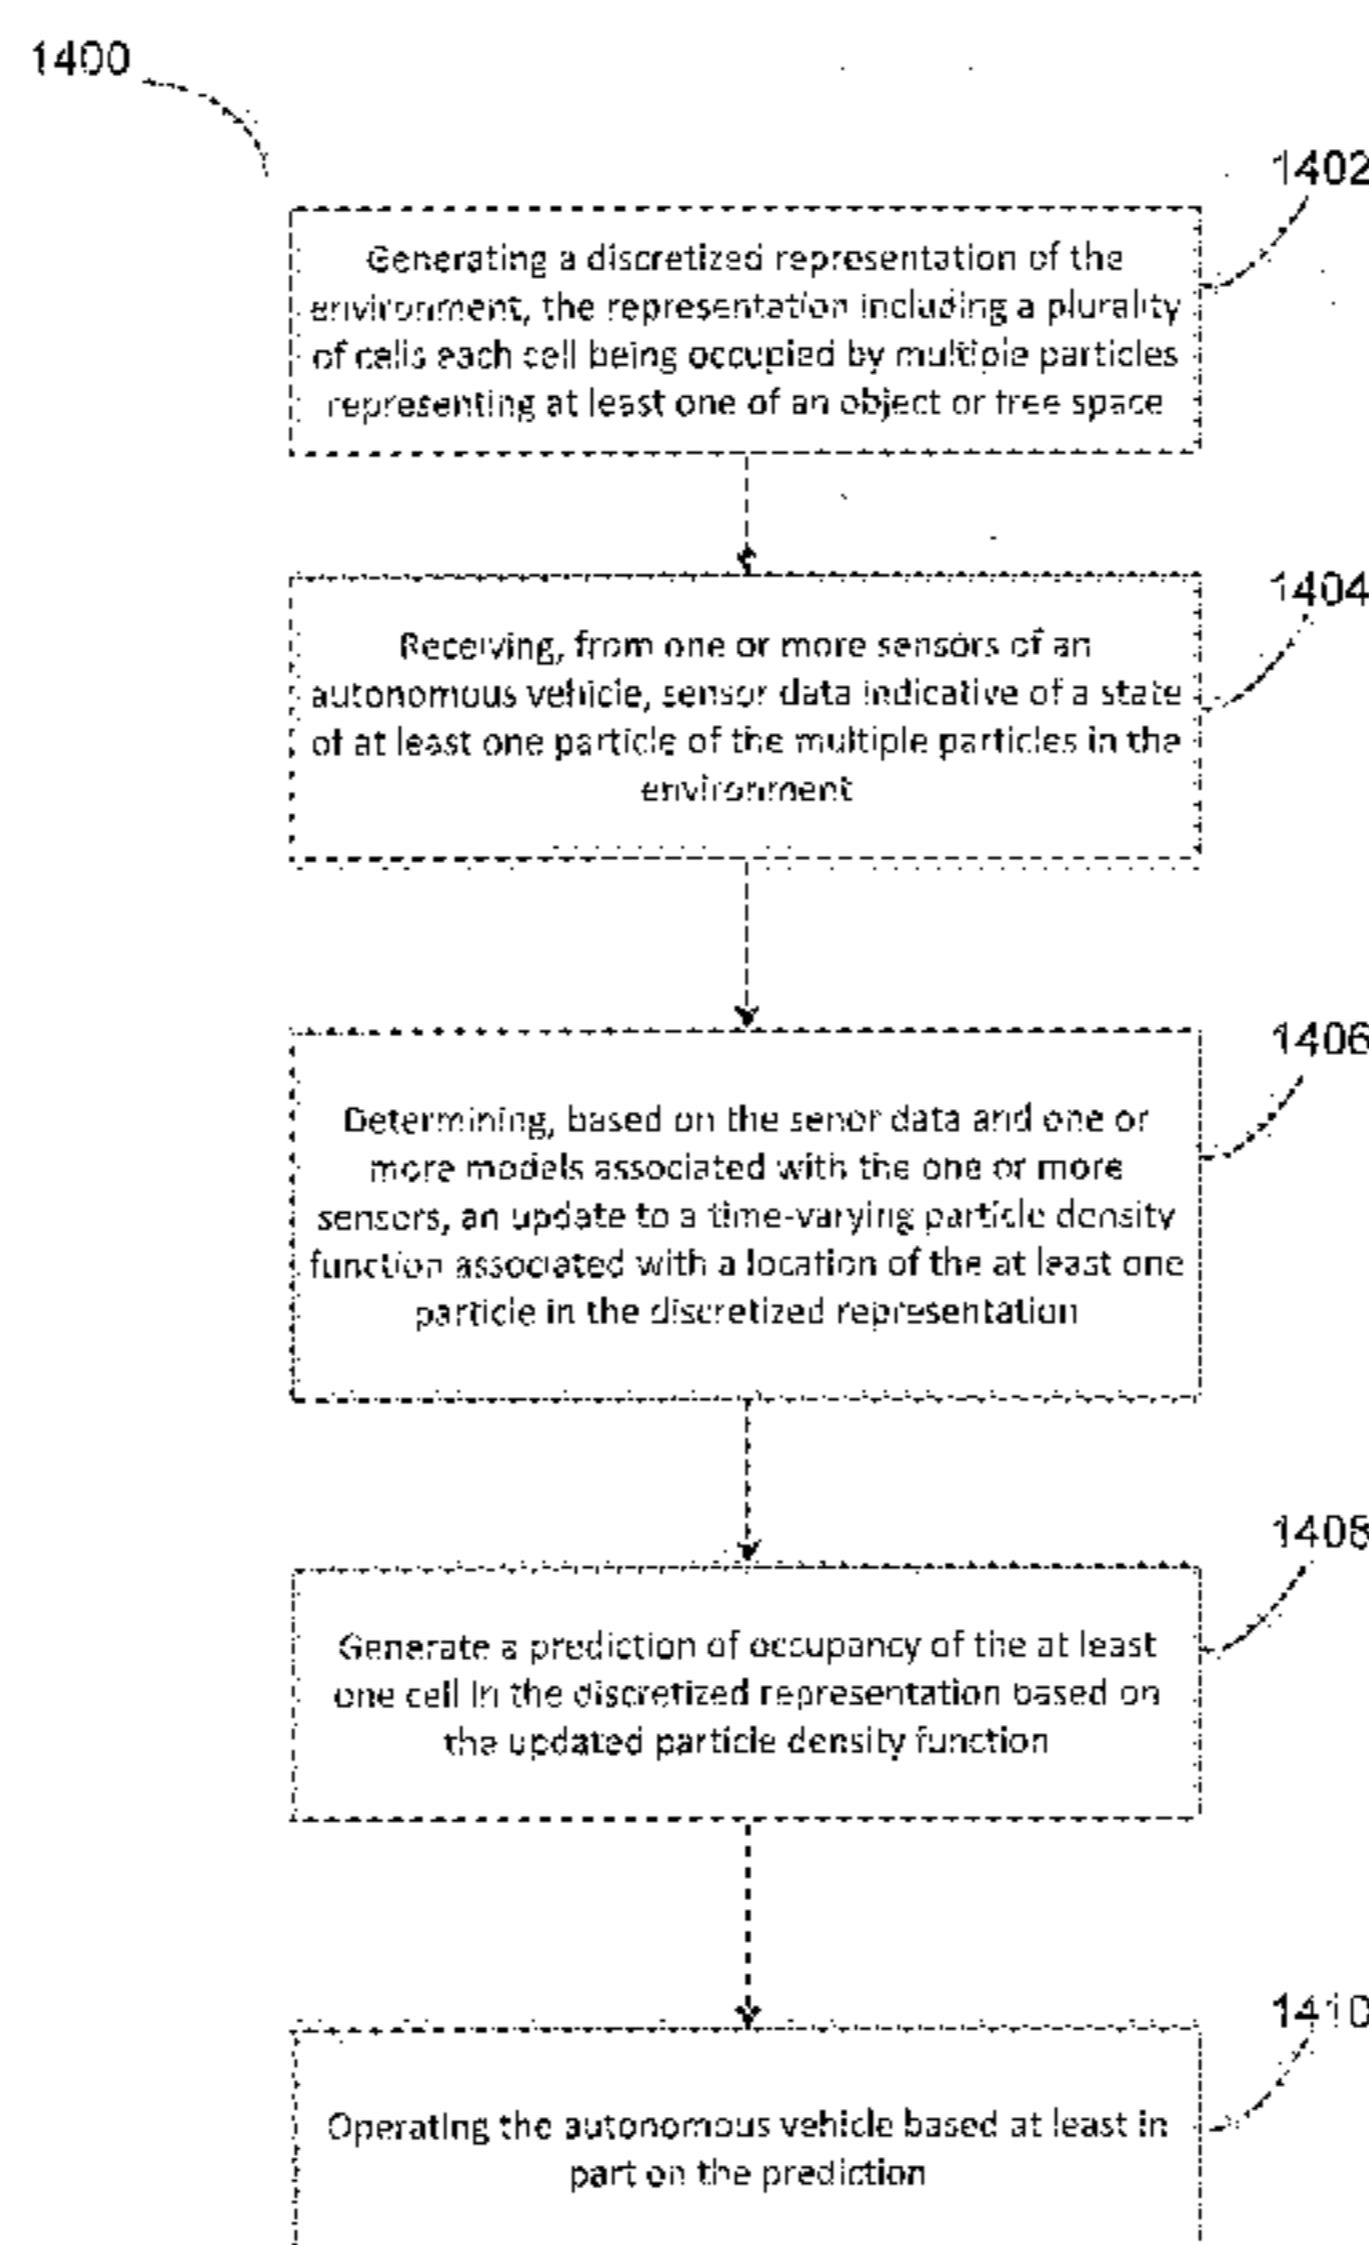 1400
1402
Generating a discretized representation of the
environment, the representation including a plurality
of cells each cell being occupied by multiple particles
representing at least one of an object or free space
1404
Receiving, from one or more sensors of an
autonomous vehicle, sensor data indicative of a state
of at least one particle of the multiple particles in the
environment
1406
Determining, based on the senor data and one or
more models associated with the one or more
sensors, an update to a time-varying particle density
function associated with a location of the at least one
particle in the discretized representation
1408
Generate a prediction of occupancy of the at least
one cell in the discretized representation based on
the updated particle density function
1410
Operating the autonomous vehicle based at least in
part on the prediction